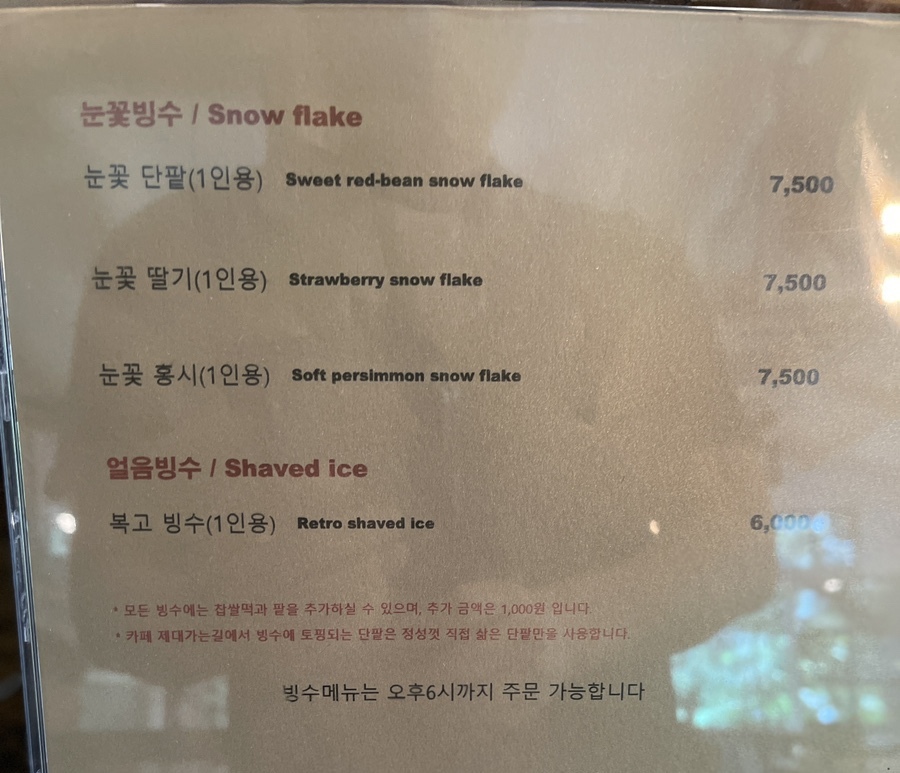 눈꽃빙수 / Snow flake
눈꽃 단팥(1인용) Sweet red-bean snow flake 7,500
눈꽃 딸기(1인용) Strawberry snow flake 7,500
눈꽃 홍시(1인용) Soft persimmon snow flake 7,500
얼음빙수 / Shaved ice
복고 빙수(1인용) Retro shaved ice 6,000
* 모든 빙수에는 찹쌀떡과 팥을 추가하실 수 있으며, 추가 금액은 1,000원 입니다.
* 카페 제대가는길에서 빙수에 토핑되는 단팥은 정성껏 직접 삶은 단팥만을 사용합니다.
빙수메뉴는 오후6시까지 주문 가능합니다